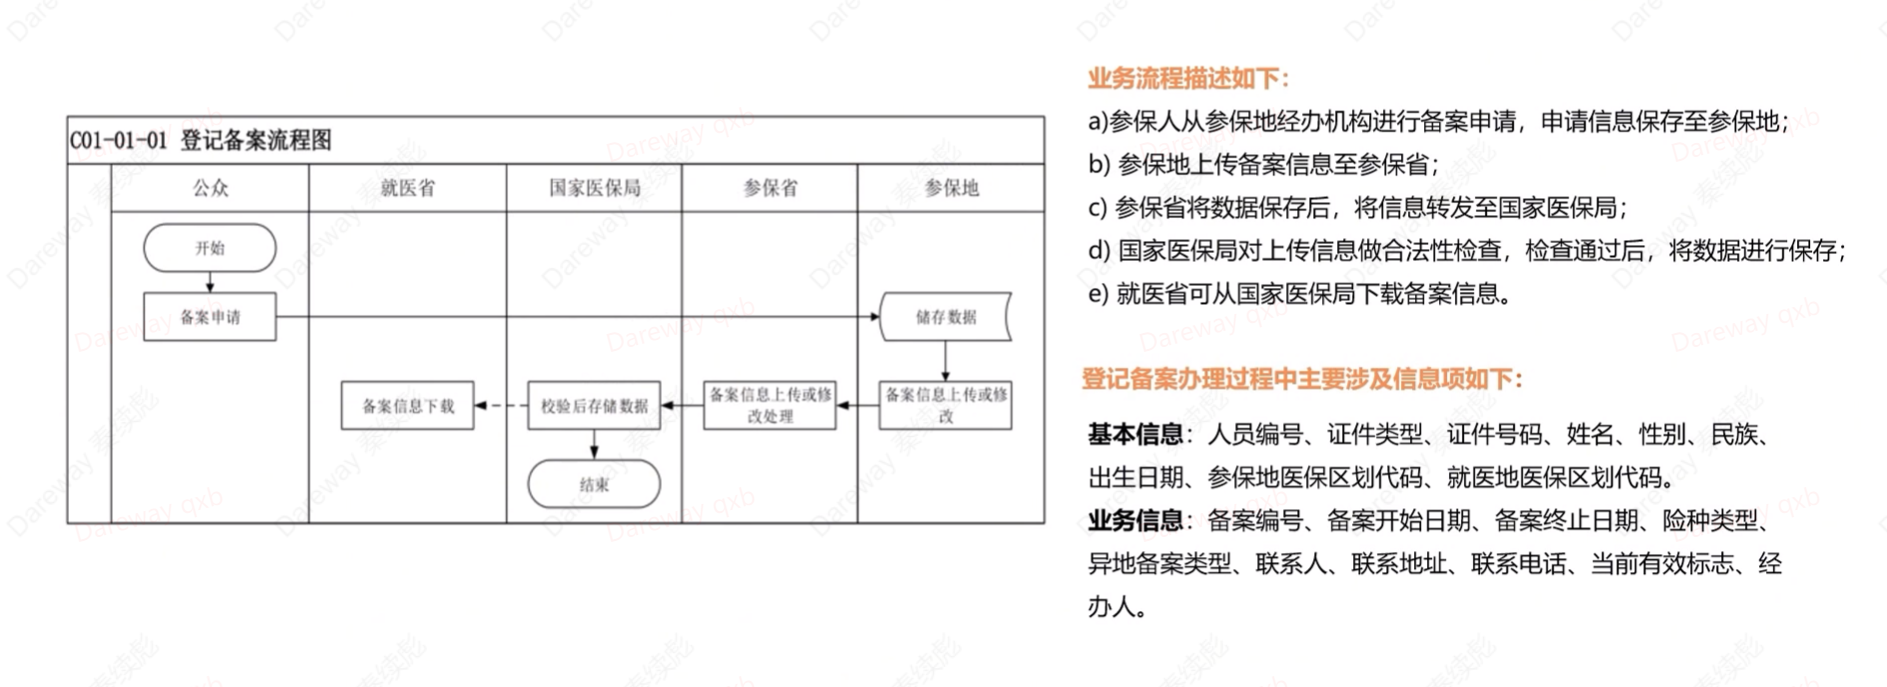 C01-01-01 登记备案流程图
公众
就医省
国家医保局
参保省
参保地
开始
备案申请
储存数据
备案信息下载
校验后存储数据
备案信息上传或修
改处理
备案信息上传或修
改
结束
业务流程描述如下：
a)参保人从参保地经办机构进行备案申请，申请信息保存至参保地；
b) 参保地上传备案信息至参保省；
c) 参保省将数据保存后，将信息转发至国家医保局；
d) 国家医保局对上传信息做合法性检查，检查通过后，将数据进行保存；
e) 就医省可从国家医保局下载备案信息。
登记备案办理过程中主要涉及信息项如下：
基本信息：人员编号、证件类型、证件号码、姓名、性别、民族、
出生日期、参保地医保区划代码、就医地医保区划代码。
业务信息：备案编号、备案开始日期、备案终止日期、险种类型、
异地备案类型、联系人、联系地址、联系电话、当前有效标志、经
办人。
Dareway qxb
Dareway 秦续彪